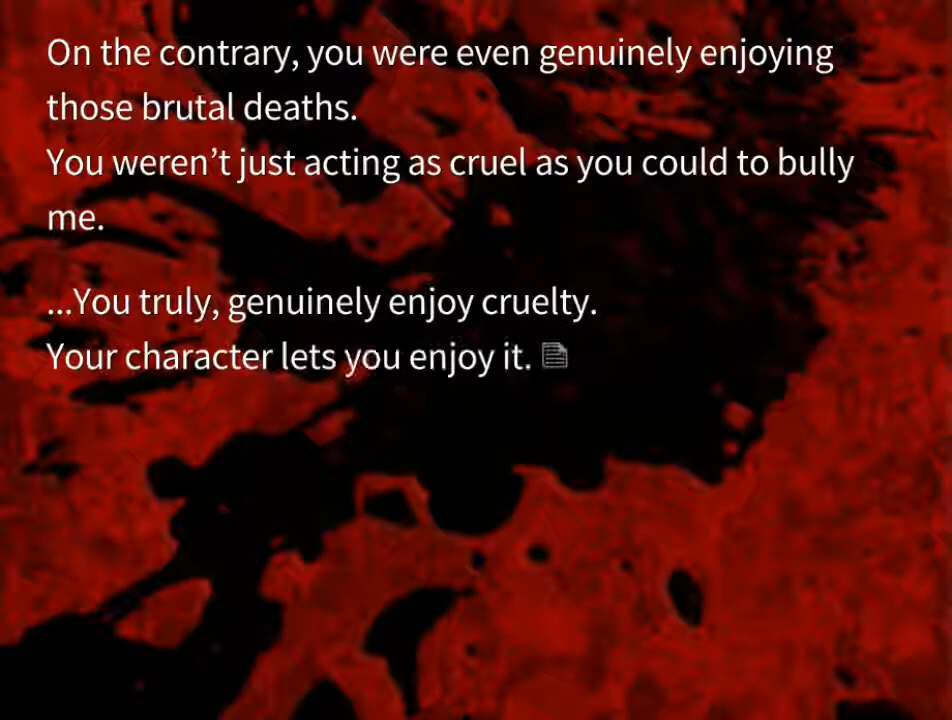 On the contrary, you were even genuinely enjoying
those brutal deaths.
You weren’t just acting as cruel as you could to bully
me.
...You truly, genuinely enjoy cruelty.
Your character lets you enjoy it.